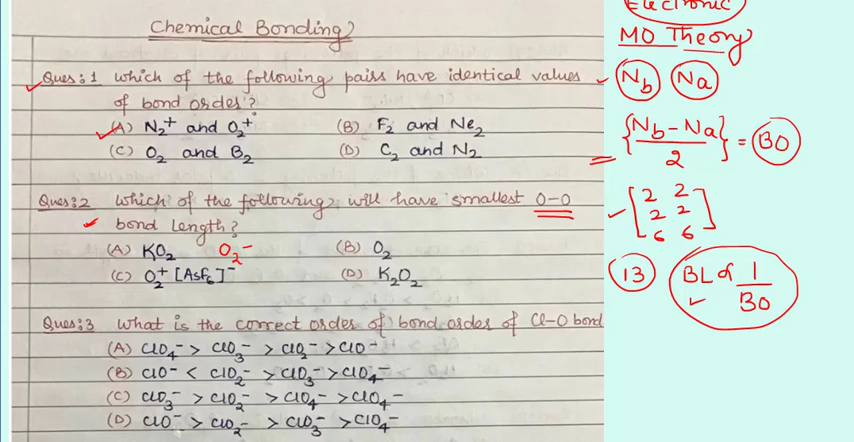 Chemical Bonding
Ques:1 which of the following pairs have identical values
of bond order?
(A) N₂⁺ and O₂⁺
(B) F₂ and Ne₂
(C) O₂ and B₂
(D) C₂ and N₂
Ques:2 which of the following, will have smallest O-O
bond length?
(A) KO₂ O₂⁻
(B) O₂
(C) O₂⁺ [AsF₆]⁻
(D) K₂O₂
Ques:3 what is the correct order of bond order of Cl-O bond
(A) ClO₄⁻ > ClO₃⁻ > ClO₂⁻ > ClO⁻
(B) ClO⁻ < ClO₂⁻ > ClO₃⁻ > ClO₄⁻
(C) ClO₃⁻ > ClO₂⁻ > ClO₄⁻ > ClO₄⁻
(D) ClO⁻ > ClO₂⁻ > ClO₃⁻ > ClO₄⁻
Electronic
MO Theory
Nb Na
{Nb-Na/2} = BO
[2 2
2 2
6 6]
13 BL α 1/BO